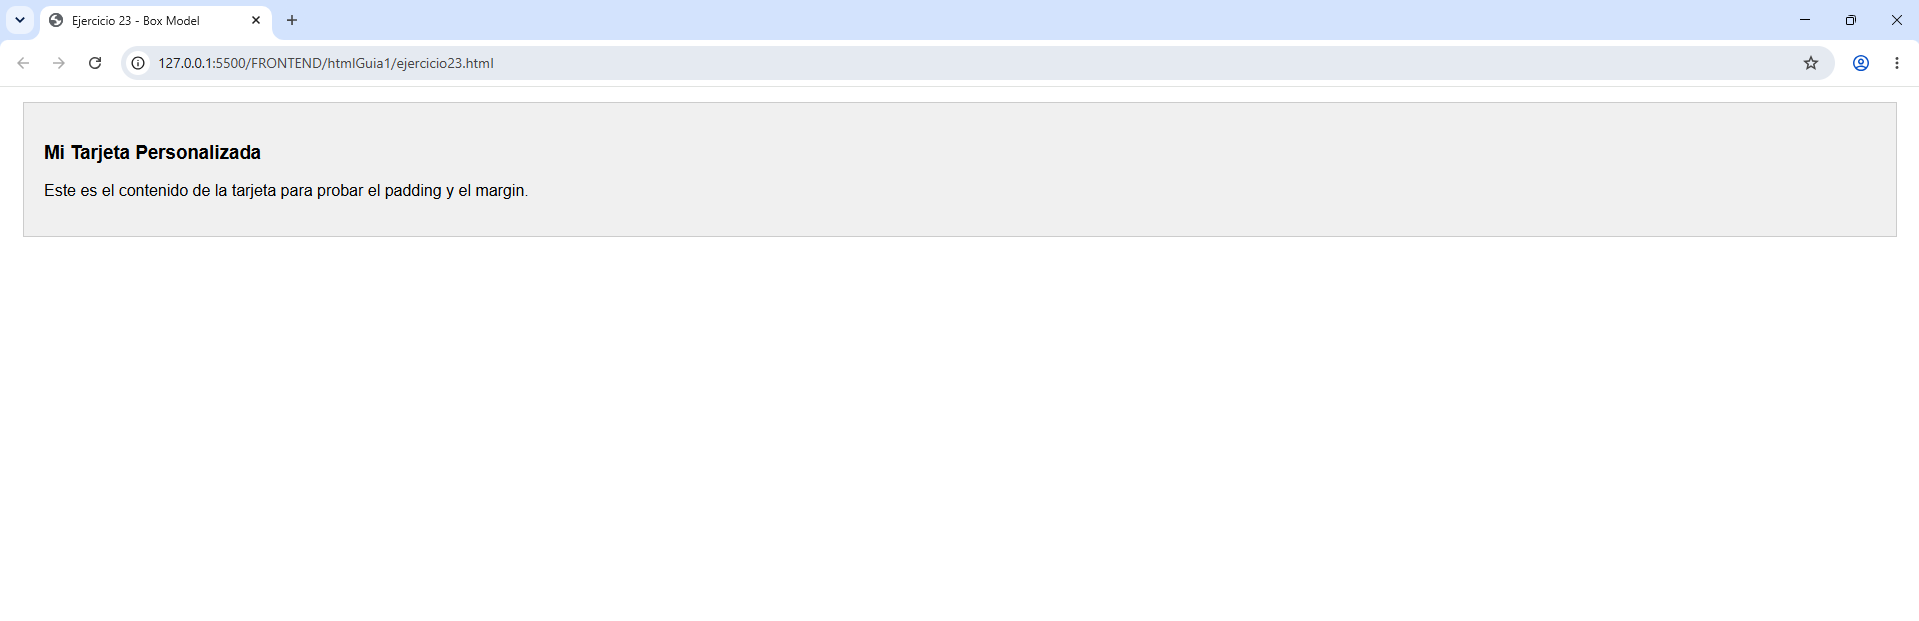 Ejercicio 23 - Box Model
127.0.0.1:5500/FRONTEND/htmlGuia1/ejercicio23.html
Mi Tarjeta Personalizada
Este es el contenido de la tarjeta para probar el padding y el margin.